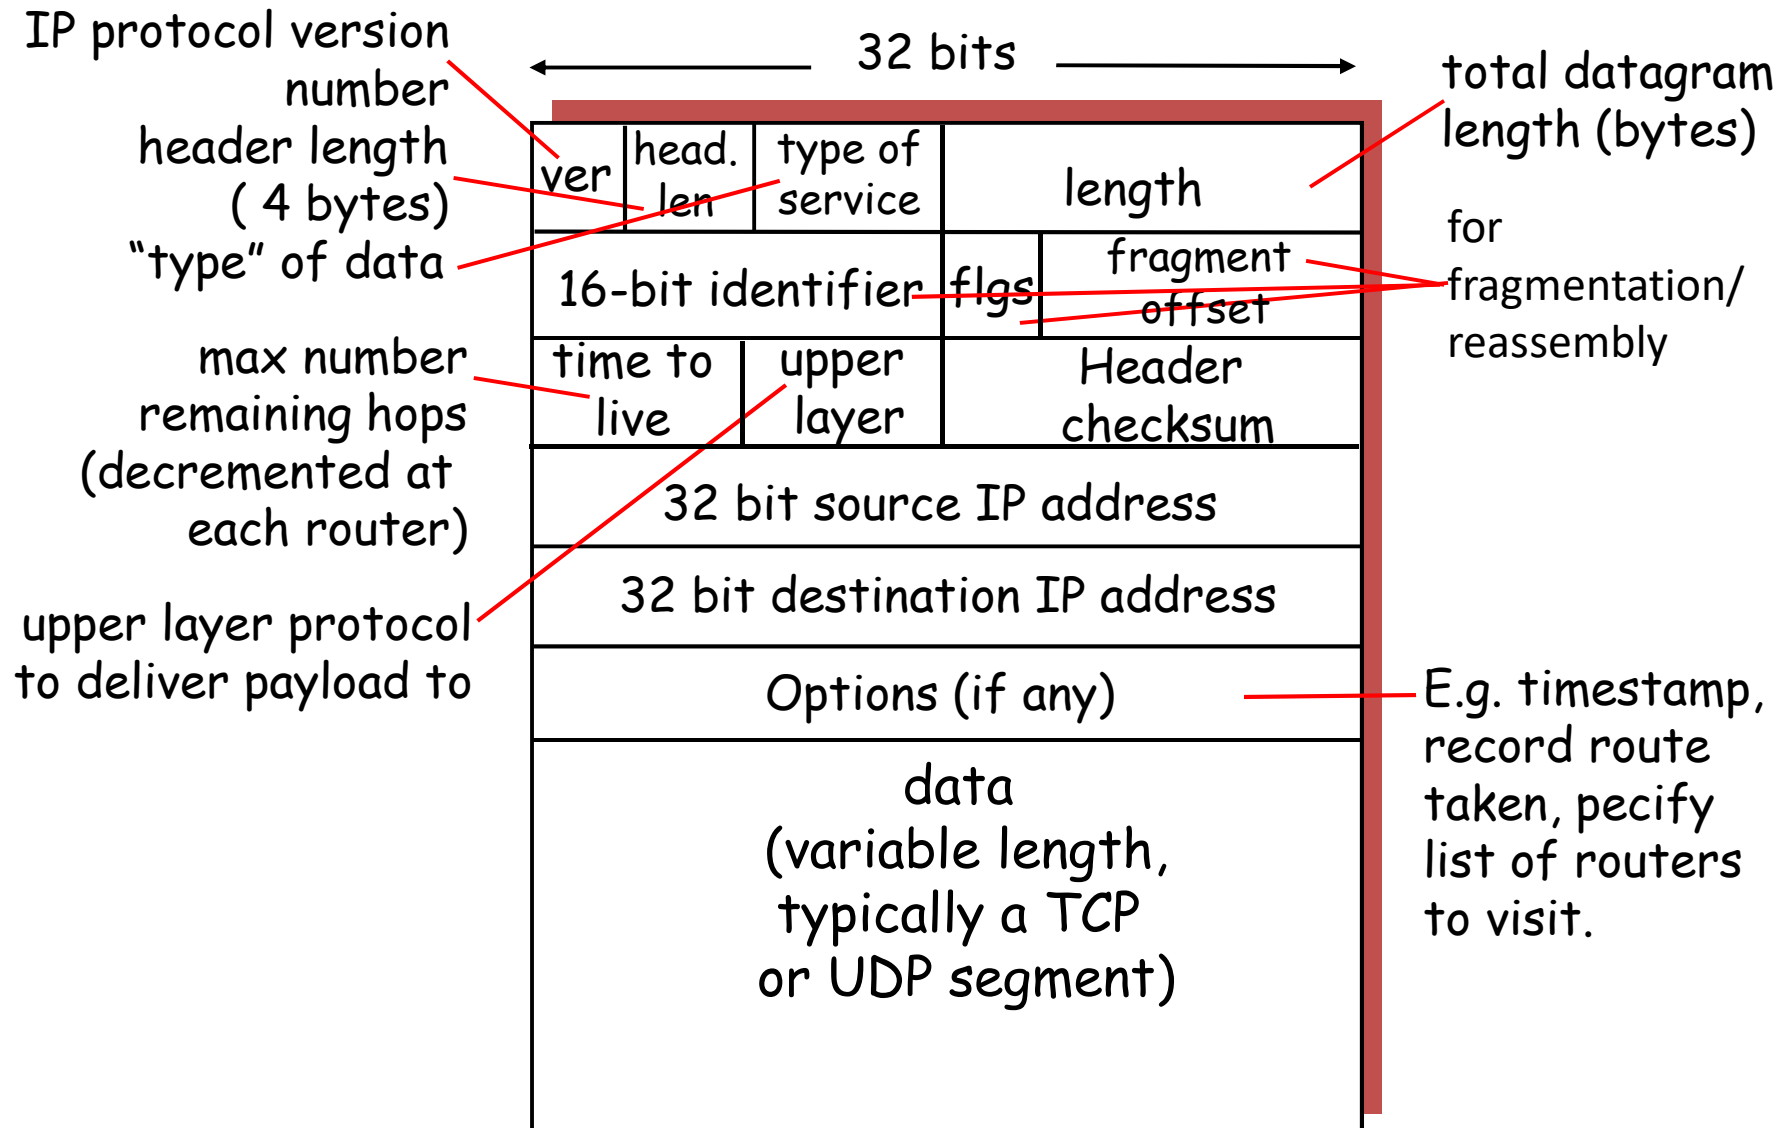 IP protocol version
number
header length
( 4 bytes)
“type” of data
max number
remaining hops
(decremented at
each router)
upper layer protocol
to deliver payload to
32 bits
ver
head.
len
type of
service
length
16-bit identifier
flgs
fragment
offset
time to
live
upper
layer
Header
checksum
32 bit source IP address
32 bit destination IP address
Options (if any)
data
(variable length,
typically a TCP
or UDP segment)
total datagram
length (bytes)
for
fragmentation/
reassembly
E.g. timestamp,
record route
taken, pecify
list of routers
to visit.